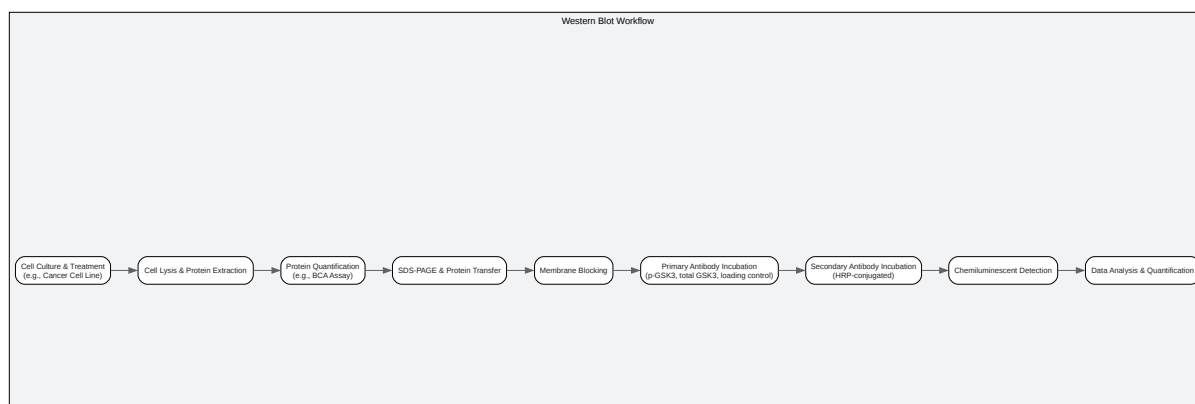 Western Blot Workflow
Cell Culture & Treatment
(e.g., Cancer Cell Line)
Cell Lysis & Protein Extraction
Protein Quantification
(e.g., BCA Assay)
SDS-PAGE & Protein Transfer
Membrane Blocking
Primary Antibody Incubation
(p-GSK3, total GSK3, loading control)
Secondary Antibody Incubation
(HRP-conjugated)
Chemiluminescent Detection
Data Analysis & Quantification